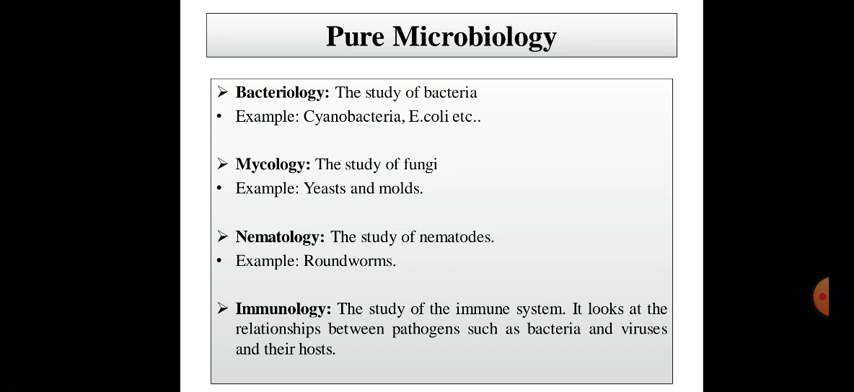 Pure Microbiology
➢ Bacteriology: The study of bacteria
• Example: Cyanobacteria, E.coli etc..
➢ Mycology: The study of fungi
• Example: Yeasts and molds.
➢ Nematology: The study of nematodes.
• Example: Roundworms.
➢ Immunology: The study of the immune system. It looks at the
relationships between pathogens such as bacteria and viruses
and their hosts.